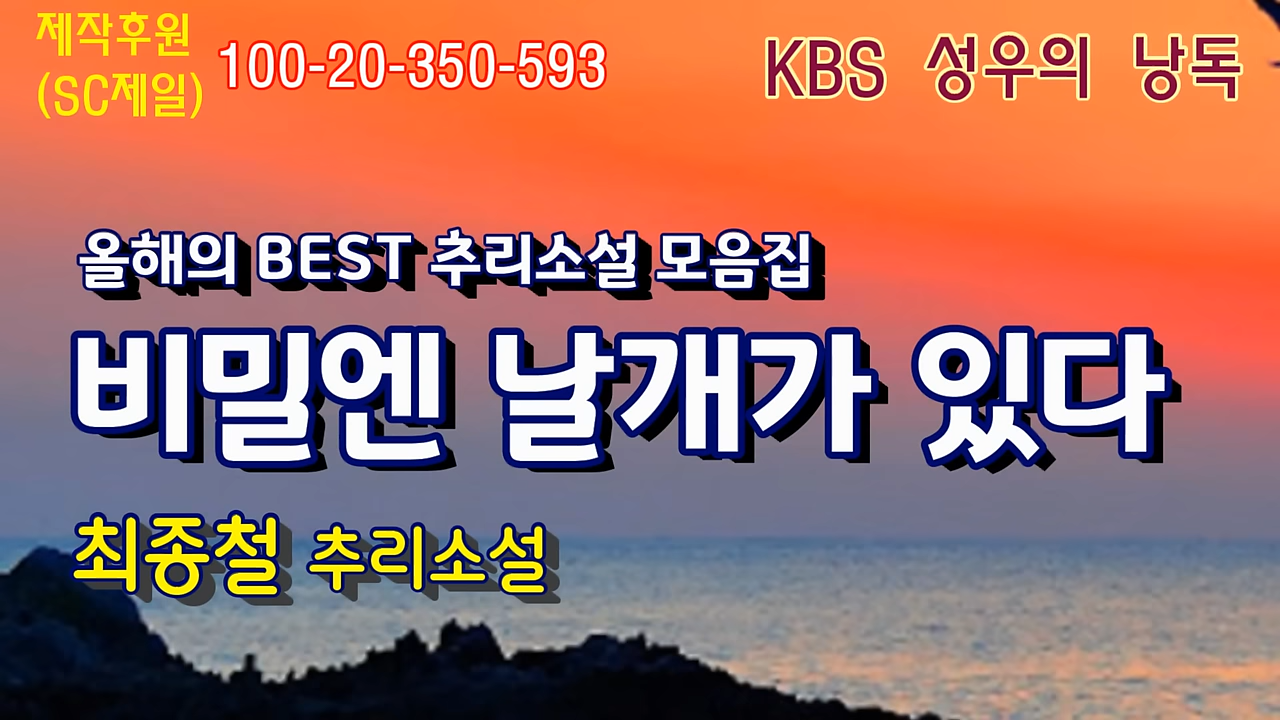 제작후원
(SC제일)
100-20-350-593
KBS 성우의 낭독
올해의 BEST 추리소설 모음집
비밀엔 날개가 있다
최종철 추리소설